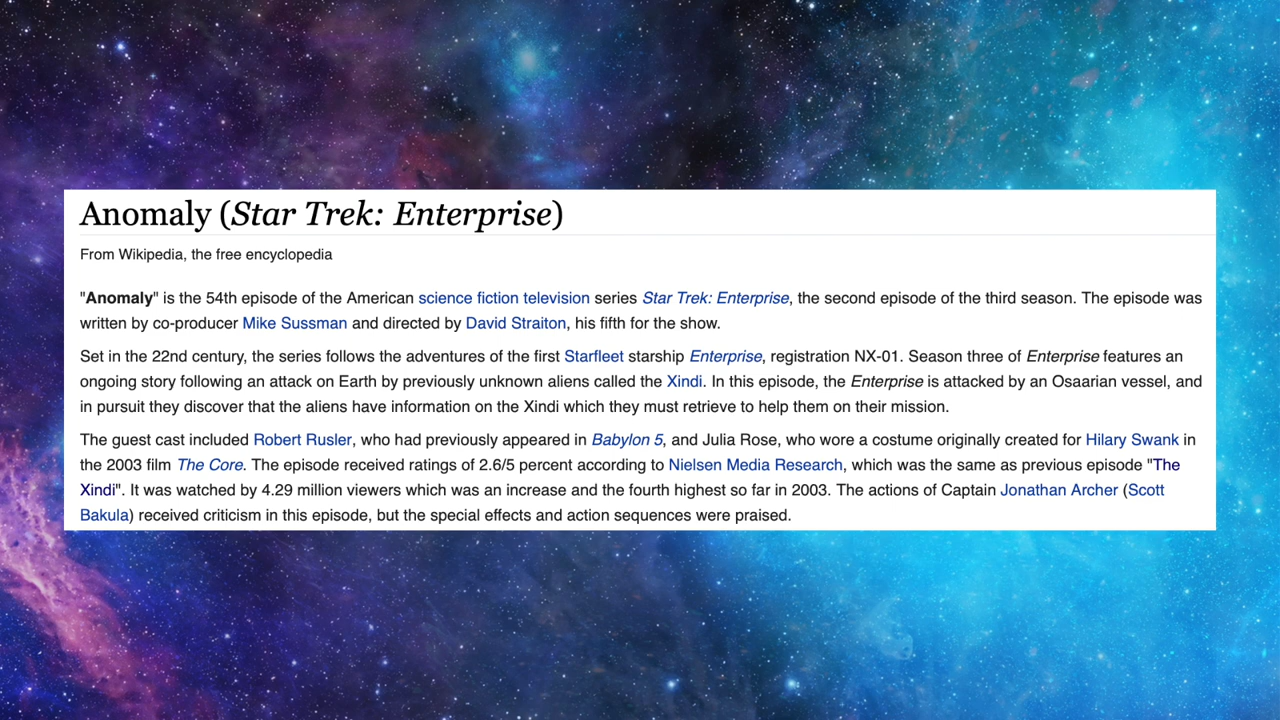 Anomaly (Star Trek: Enterprise)
From Wikipedia, the free encyclopedia
"Anomaly" is the 54th episode of the American science fiction television series Star Trek: Enterprise, the second episode of the third season. The episode was
written by co-producer Mike Sussman and directed by David Straiton, his fifth for the show.
Set in the 22nd century, the series follows the adventures of the first Starfleet starship Enterprise, registration NX-01. Season three of Enterprise features an
ongoing story following an attack on Earth by previously unknown aliens called the Xindi. In this episode, the Enterprise is attacked by an Osaarian vessel, and
in pursuit they discover that the aliens have information on the Xindi which they must retrieve to help them on their mission.
The guest cast included Robert Rusler, who had previously appeared in Babylon 5, and Julia Rose, who wore a costume originally created for Hilary Swank in
the 2003 film The Core. The episode received ratings of 2.6/5 percent according to Nielsen Media Research, which was the same as previous episode "The
Xindi". It was watched by 4.29 million viewers which was an increase and the fourth highest so far in 2003. The actions of Captain Jonathan Archer (Scott
Bakula) received criticism in this episode, but the special effects and action sequences were praised.